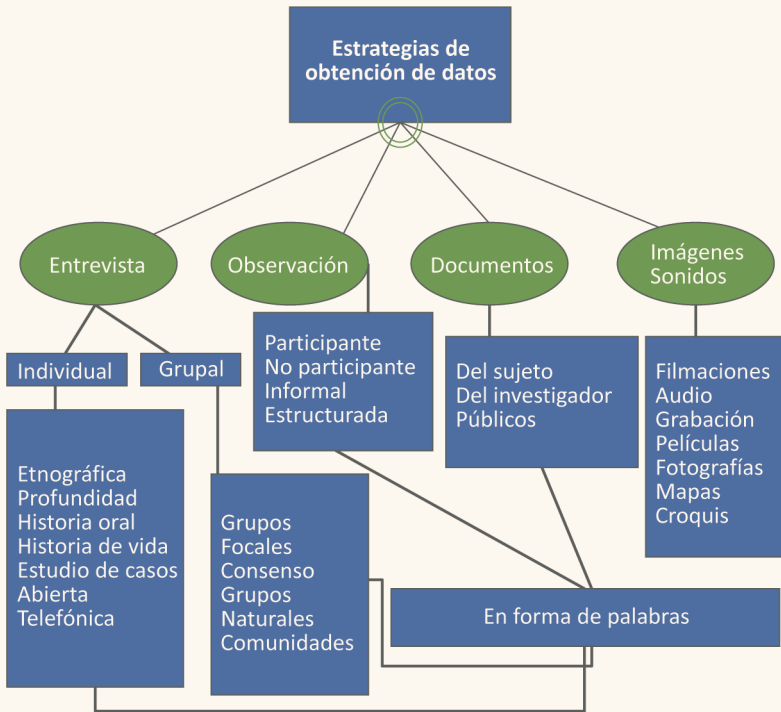 Estrategias de
obtención de datos
Entrevista
Observación
Documentos
Imágenes
Sonidos
Individual
Grupal
Etnográfica
Profundidad
Historia oral
Historia de vida
Estudio de casos
Abierta
Telefónica
Grupos
Focales
Consenso
Grupos
Naturales
Comunidades
Participante
No participante
Informal
Estructurada
Del sujeto
Del investigador
Públicos
Filmaciones
Audio
Grabación
Películas
Fotografías
Mapas
Croquis
En forma de palabras